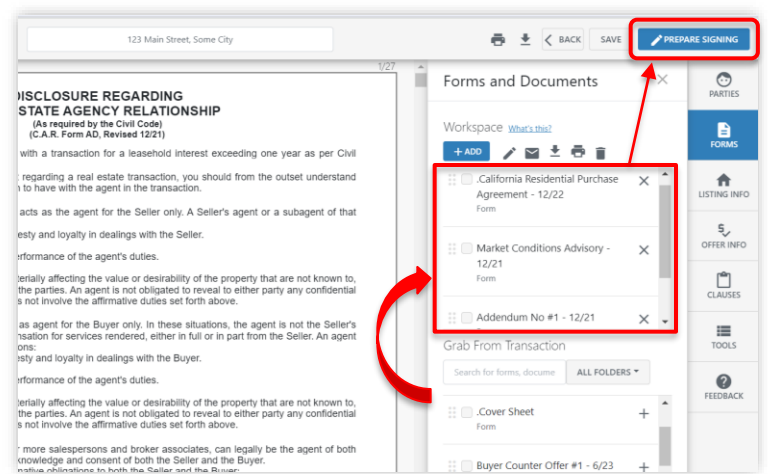 123 Main Street, Some City
BACK
SAVE
PREPARE SIGNING
1/27
DISCLOSURE REGARDING
STATE AGENCY RELATIONSHIP
(As required by the Civil Code)
(C.A.R. Form AD, Revised 12/21)
with a transaction for a leasehold interest exceeding one year as per Civil
regarding a real estate transaction, you should from the outset understand
to have with the agent in the transaction.
acts as the agent for the Seller only. A Seller's agent or a subagent of that
esty and loyalty in dealings with the Seller.
erformance of the agent's duties.
terially affecting the value or desirability of the property that are not known to,
the parties. An agent is not obligated to reveal to either party any confidential
s not involve the affirmative duties set forth above.
as agent for the Buyer only. In these situations, the agent is not the Seller's
nsation for services rendered, either in full or in part from the Seller. An agent
ons:
esty and loyalty in dealings with the Buyer.
erformance of the agent's duties.
terially affecting the value or desirability of the property that are not known to,
the parties. An agent is not obligated to reveal to either party any confidential
s not involve the affirmative duties set forth above.
r more salespersons and broker associates, can legally be the agent of both
knowledge and consent of both the Seller and the Buyer.
native obligations to both the Seller and the Buyer:
Forms and Documents
Workspace What's this?
+ ADD
.California Residential Purchase
Agreement - 12/22
Form
Market Conditions Advisory -
12/21
Form
Addendum No #1 - 12/21
Grab From Transaction
Search for forms, docume
ALL FOLDERS
.Cover Sheet
Form
Buyer Counter Offer #1 - 6/23
PARTIES
FORMS
LISTING INFO
OFFER INFO
CLAUSES
TOOLS
FEEDBACK